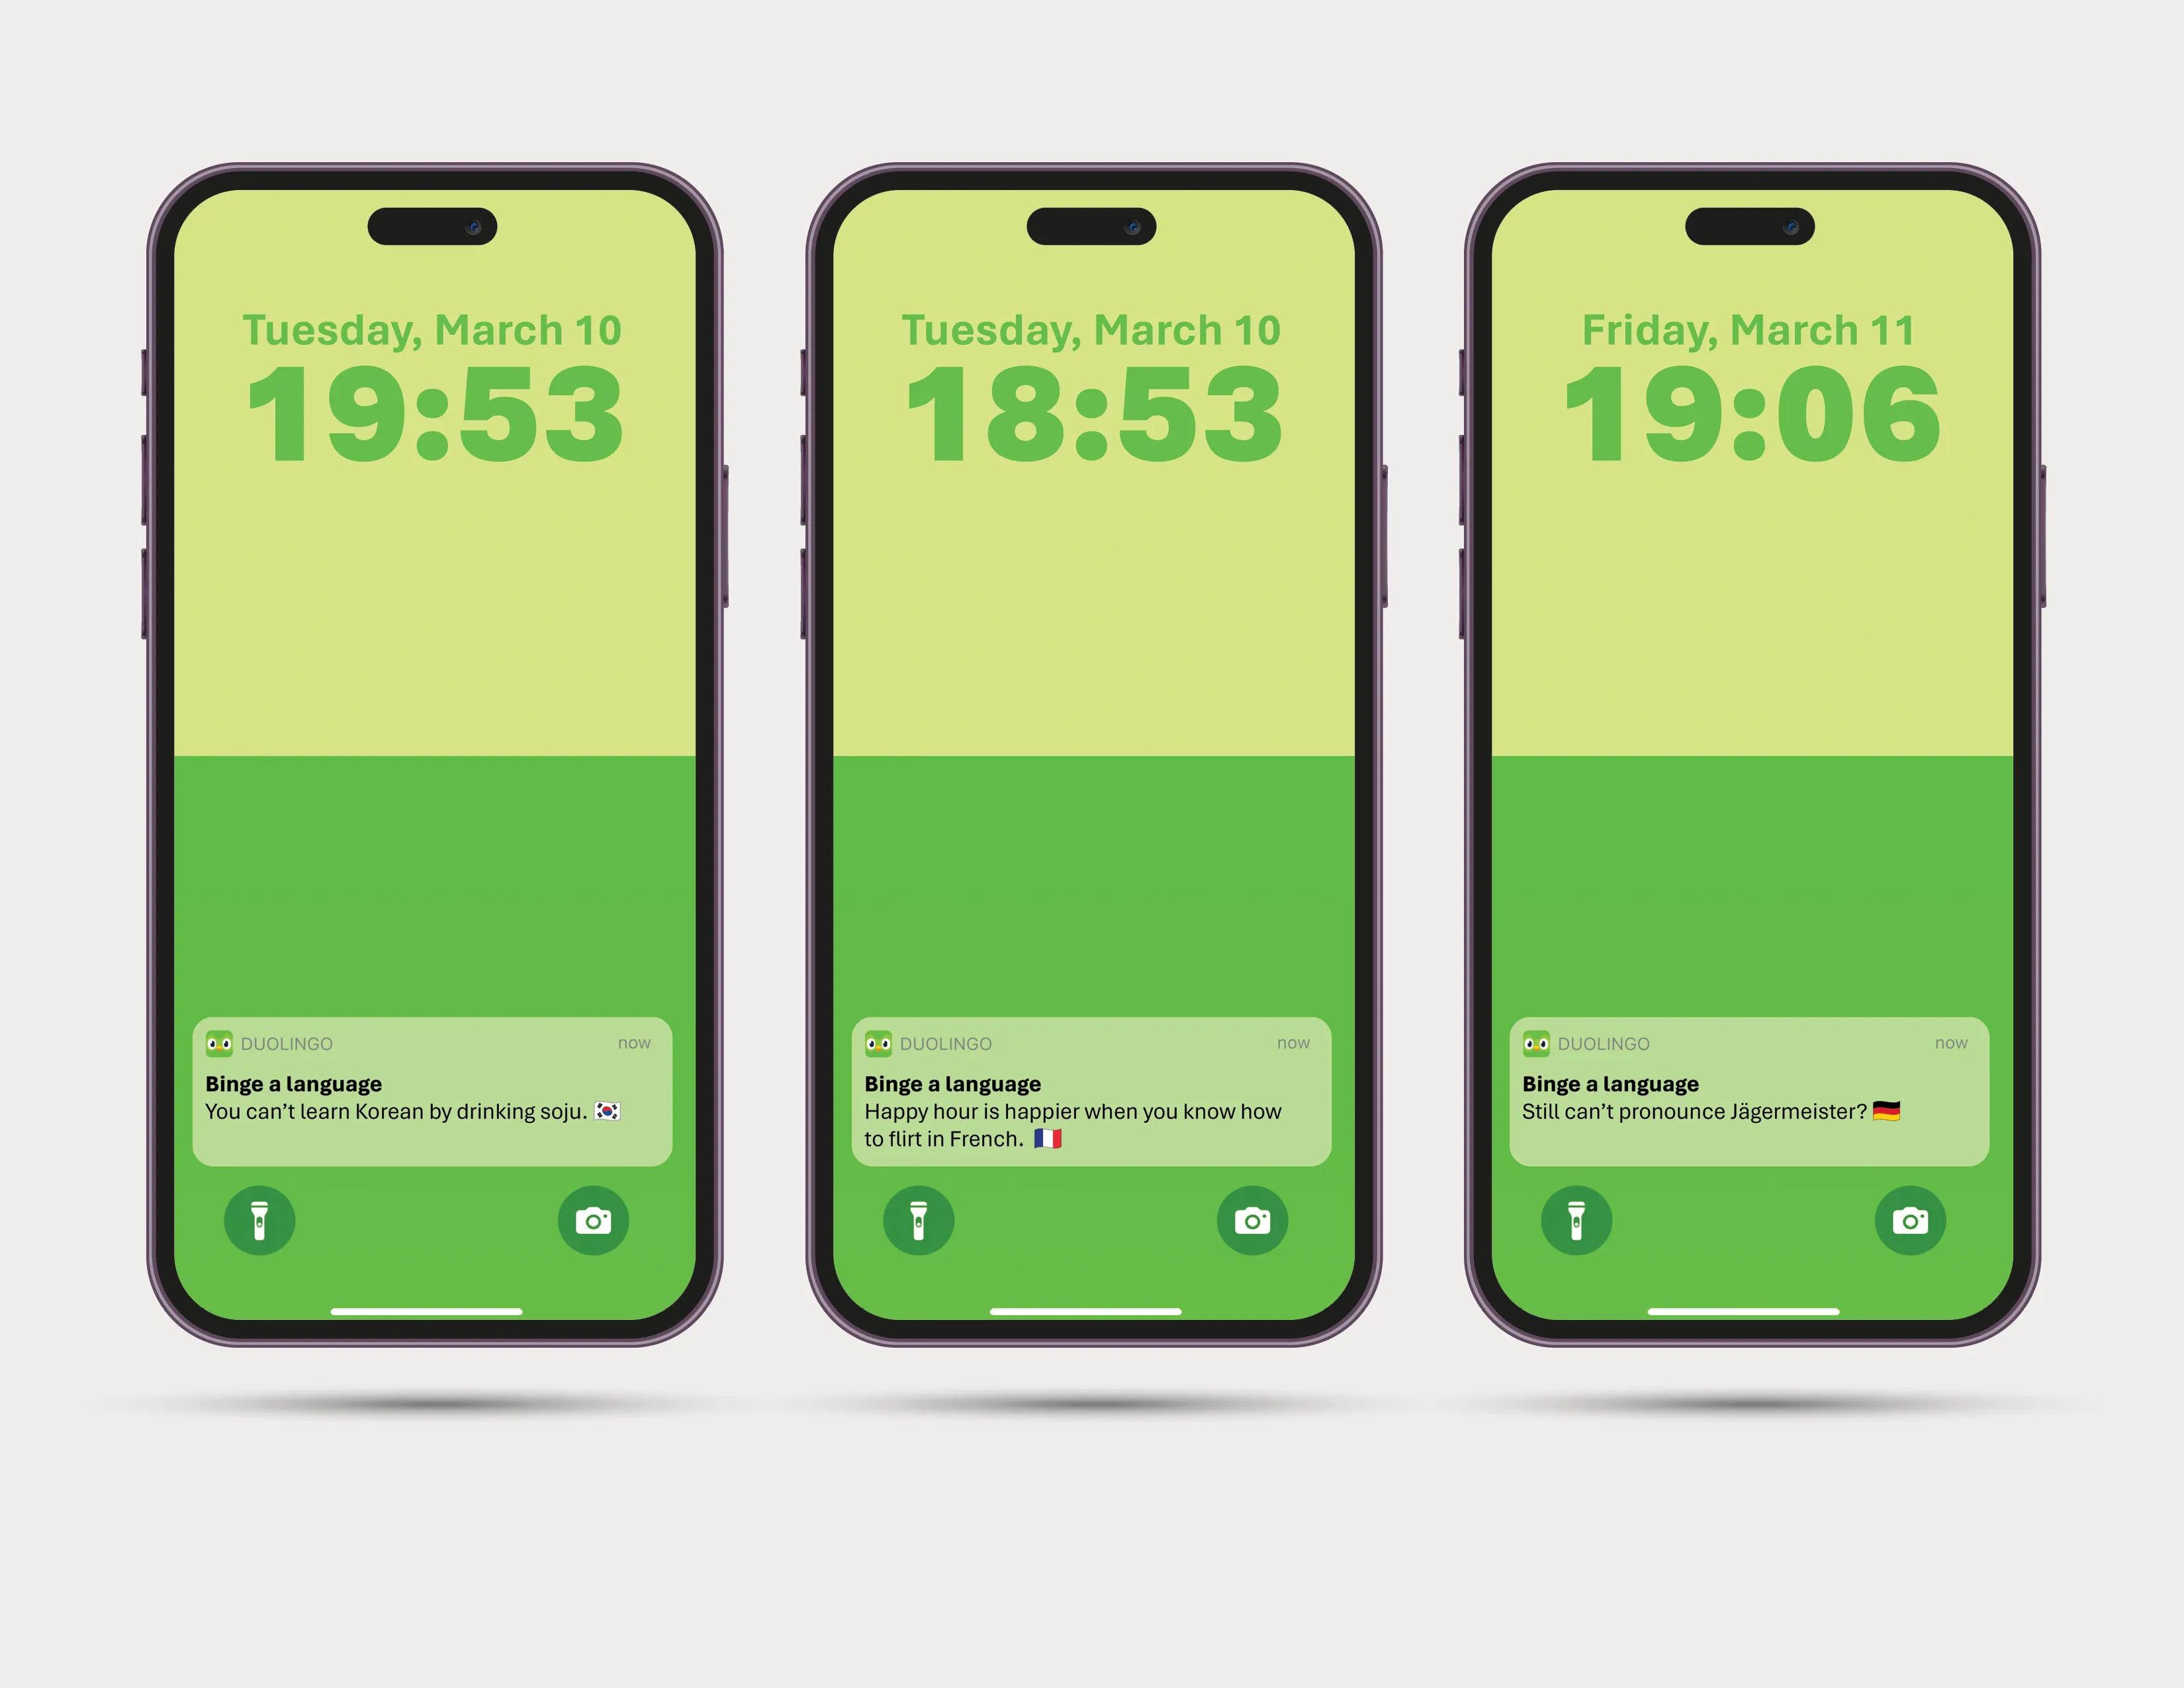 Tuesday, March 10
19:53
DUOLINGO
now
Binge a language
You can’t learn Korean by drinking soju. 🇰🇷
Tuesday, March 10
18:53
DUOLINGO
now
Binge a language
Happy hour is happier when you know how
to flirt in French. 🇫🇷
Friday, March 11
19:06
DUOLINGO
now
Binge a language
Still can’t pronounce Jägermeister? 🇩🇪